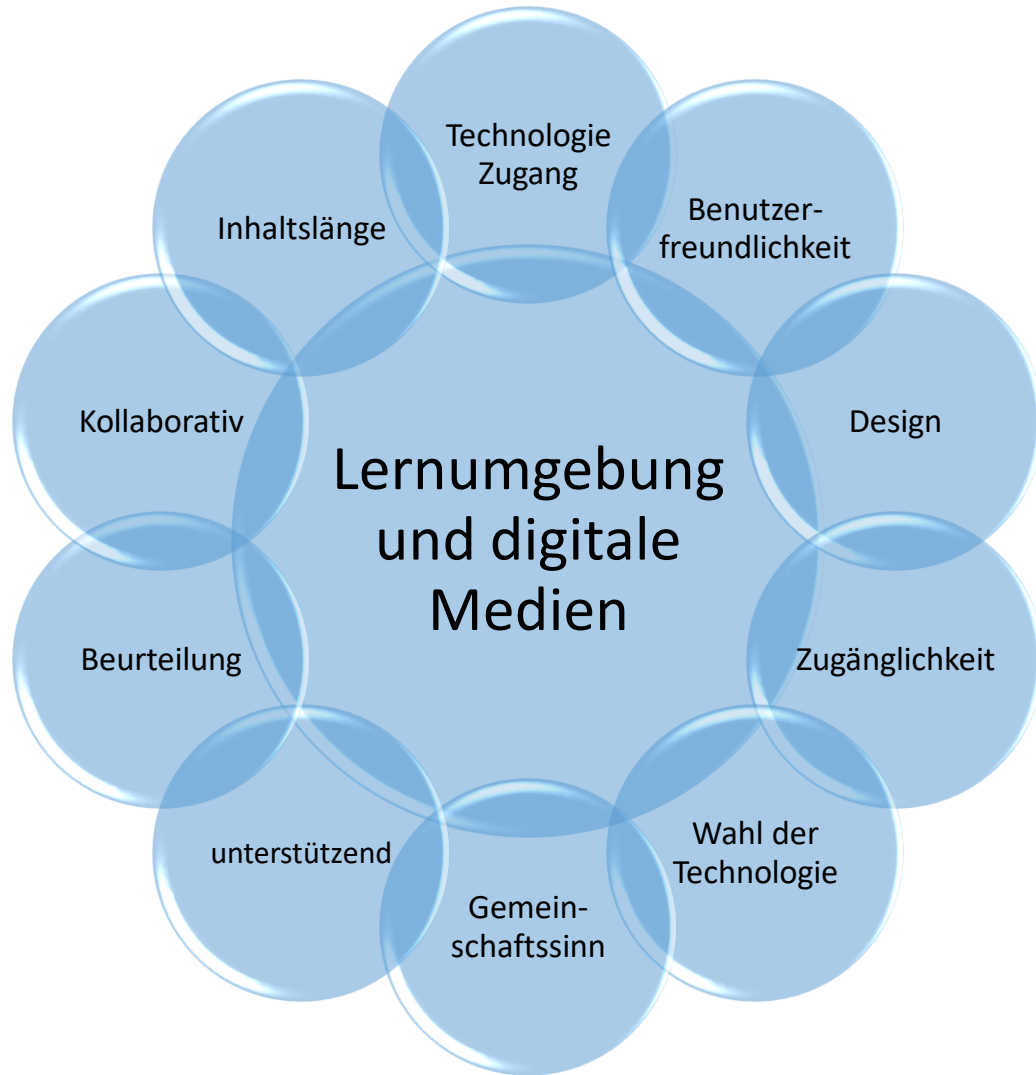 Technologie
Zugang
Benutzer-
freundlichkeit
Design
Zugänglichkeit
Wahl der
Technologie
Gemein-
schaftssinn
unterstützend
Beurteilung
Kollaborativ
Inhaltslänge
Lernumgebung
und digitale
Medien